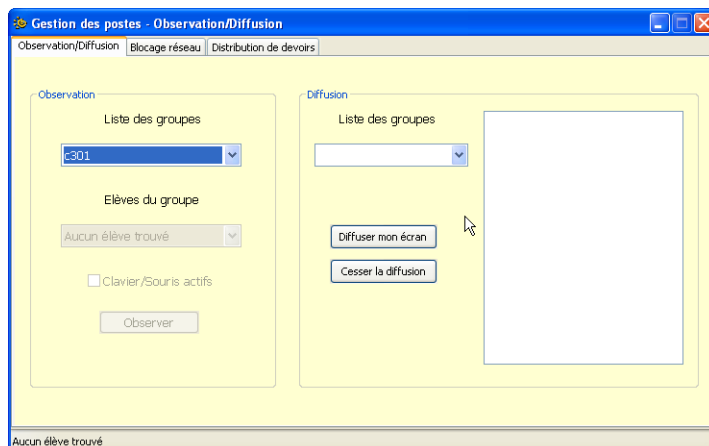 Gestion des postes - Observation/Diffusion
Observation/Diffusion Blocage réseau Distribution de devoirs
Observation
Liste des groupes
c301
Elèves du groupe
Aucun élève trouvé
Clavier/Souris actifs
Observer
Diffusion
Liste des groupes
Diffuser mon écran
Cesser la diffusion
Aucun élève trouvé